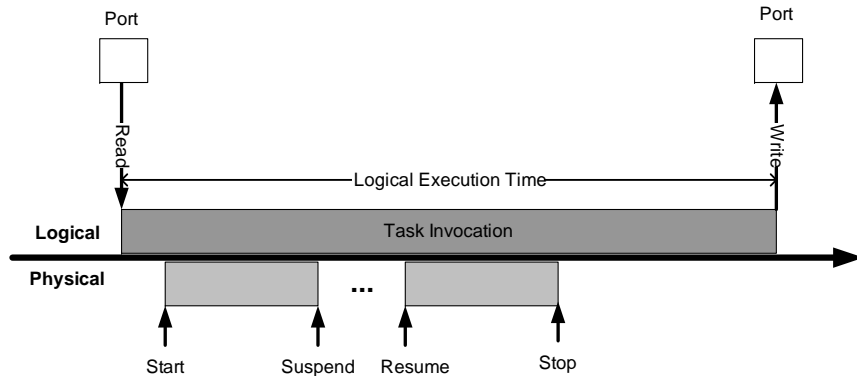 Port
Port
Read
Write
Logical Execution Time
Logical
Task Invocation
Physical
...
Start
Suspend
Resume
Stop